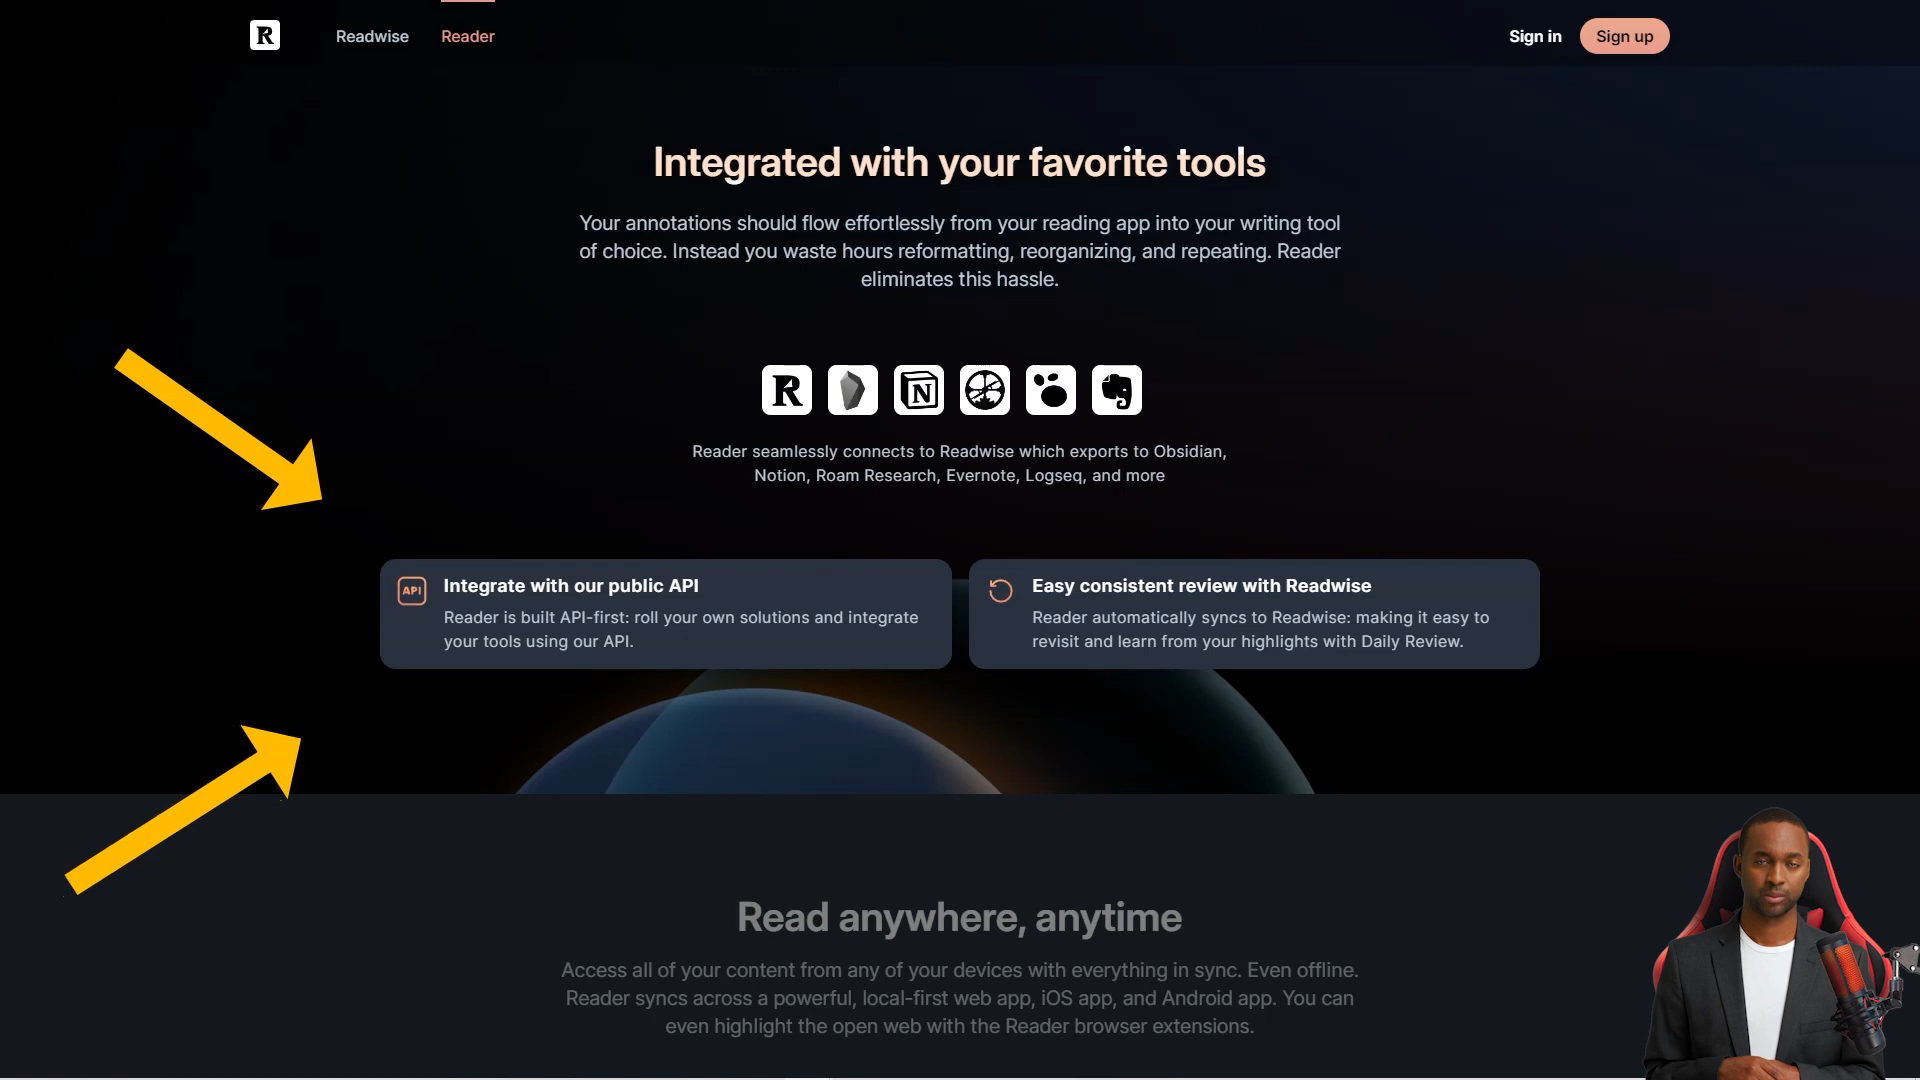 R
Readwise
Reader
Sign in
Sign up
Integrated with your favorite tools
Your annotations should flow effortlessly from your reading app into your writing tool
of choice. Instead you waste hours reformatting, reorganizing, and repeating. Reader
eliminates this hassle.
R
N
Reader seamlessly connects to Readwise which exports to Obsidian,
Notion, Roam Research, Evernote, Logseq, and more
API
Integrate with our public API
Reader is built API-first: roll your own solutions and integrate
your tools using our API.
Easy consistent review with Readwise
Reader automatically syncs to Readwise: making it easy to
revisit and learn from your highlights with Daily Review.
Read anywhere, anytime
Access all of your content from any of your devices with everything in sync. Even offline.
Reader syncs across a powerful, local-first web app, iOS app, and Android app. You can
even highlight the open web with the Reader browser extensions.